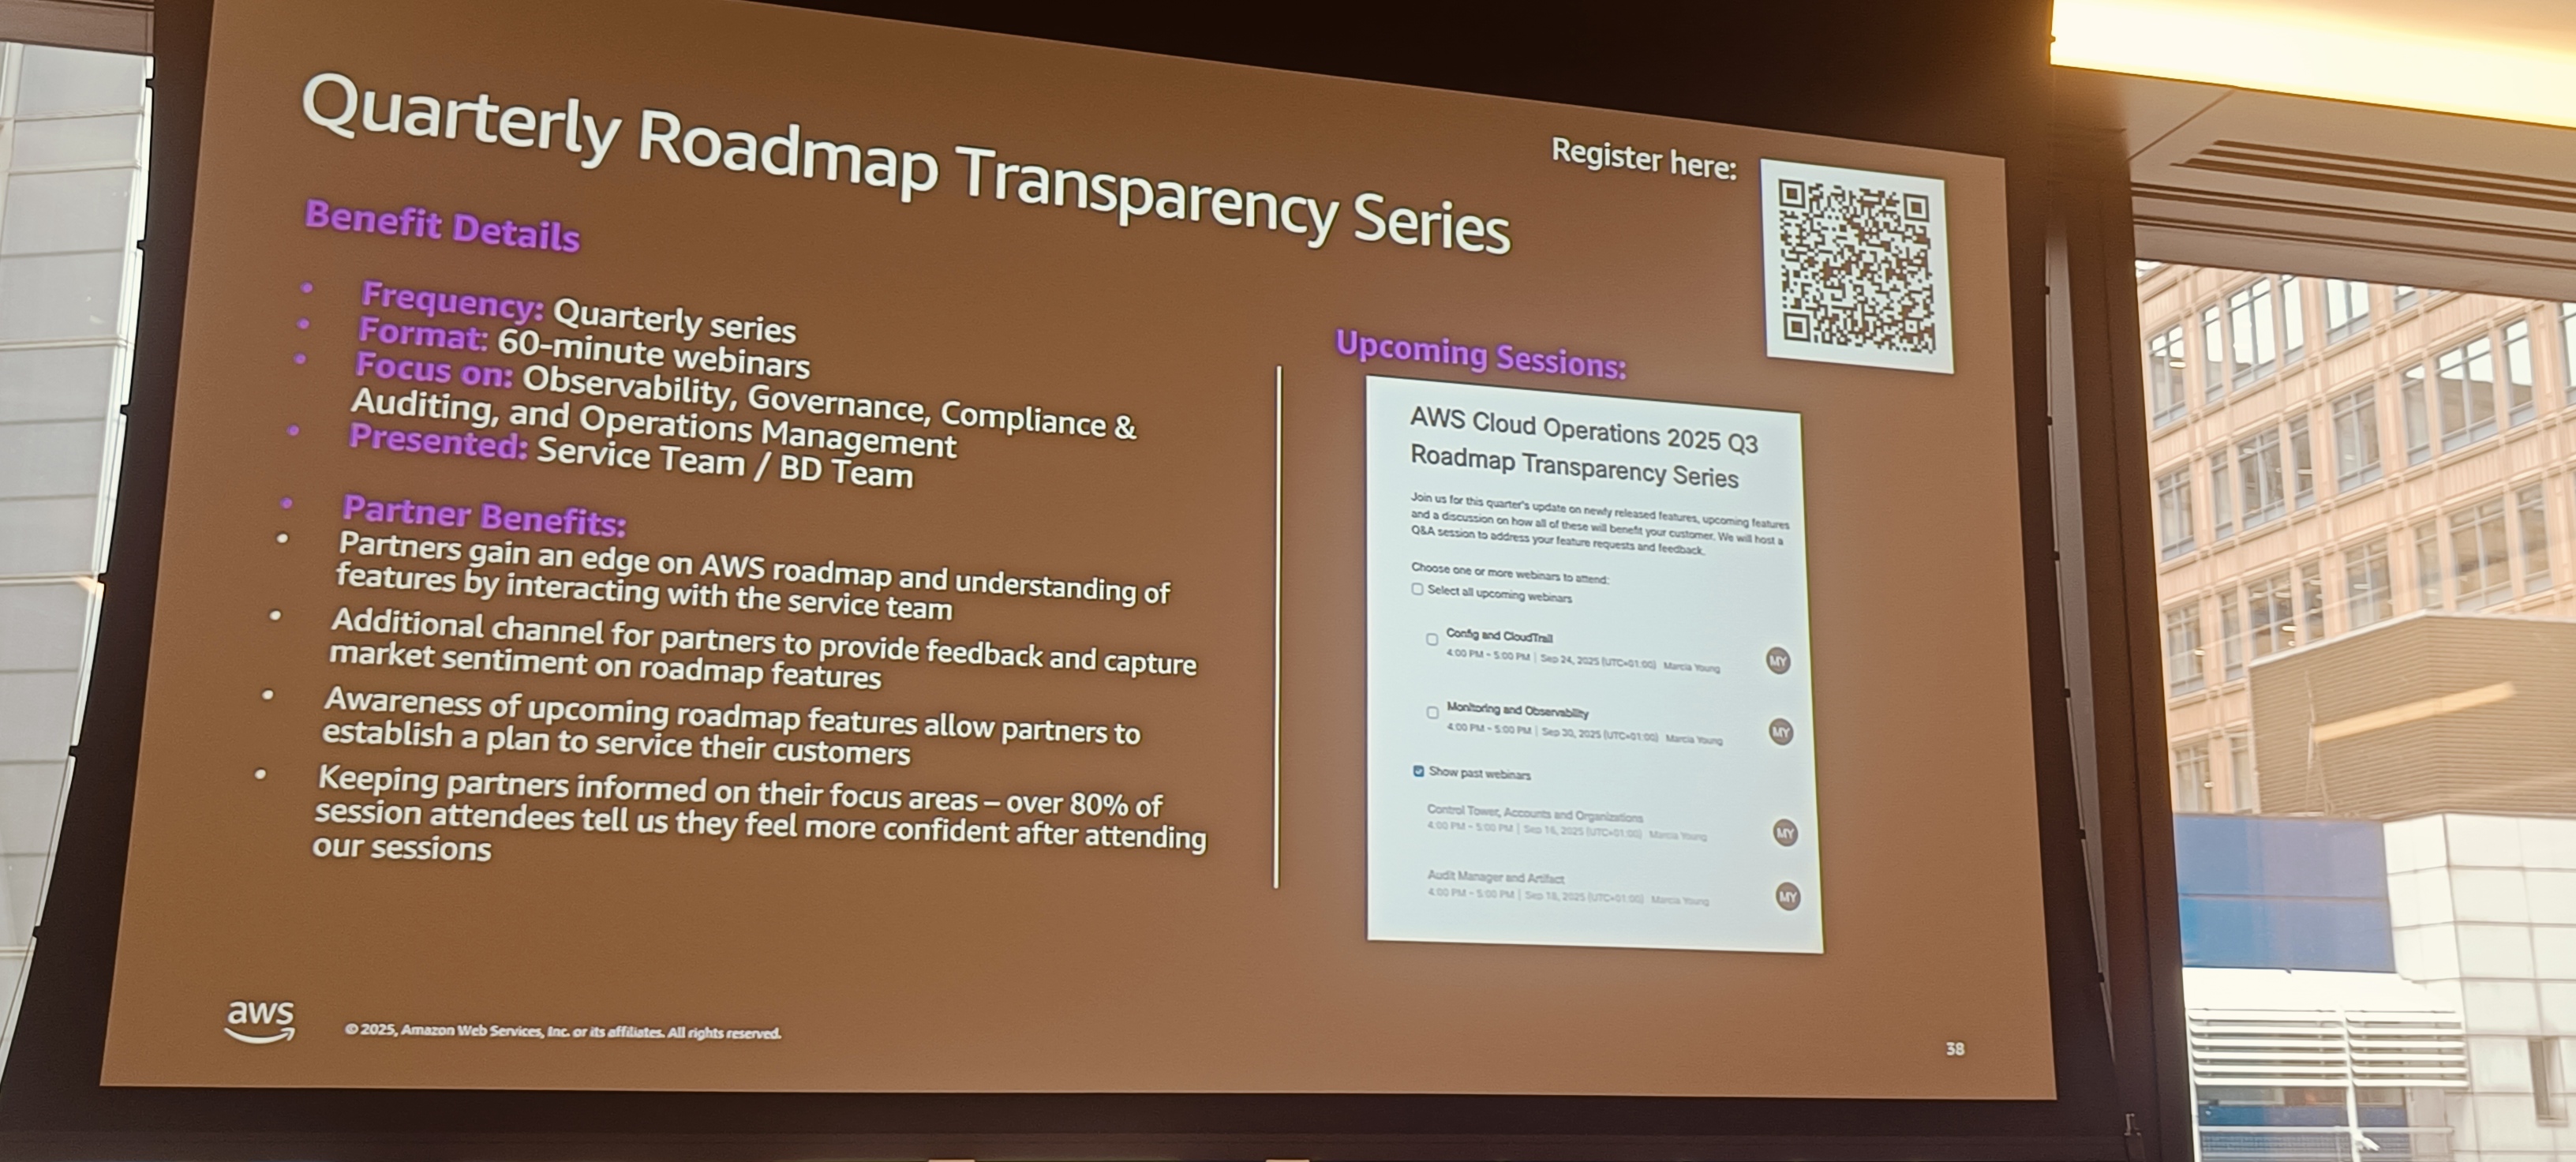 Quarterly Roadmap Transparency Series
Register here:
Benefit Details
• Frequency: Quarterly series
• Format: 60-minute webinars
• Focus on: Observability, Governance, Compliance &
Auditing, and Operations Management
• Presented: Service Team / BD Team
• Partner Benefits:
• Partners gain an edge on AWS roadmap and understanding of
features by interacting with the service team
• Additional channel for partners to provide feedback and capture
market sentiment on roadmap features
• Awareness of upcoming roadmap features allow partners to
establish a plan to service their customers
• Keeping partners informed on their focus areas – over 80% of
session attendees tell us they feel more confident after attending
our sessions
Upcoming Sessions:
AWS Cloud Operations 2025 Q3
Roadmap Transparency Series
Join us for this quarter's update on newly released features, upcoming features
and a discussion on how all of these will benefit your customer. We will host a
Q&A session to address your feature requests and feedback.
Choose one or more webinars to attend:
Select all upcoming webinars
Config and CloudTrail
4:00 PM - 5:00 PM | Sep 24, 2025 (UTC+01:00) Marcia Young
MY
Monitoring and Observability
4:00 PM - 5:00 PM | Sep 30, 2025 (UTC+01:00) Marcia Young
MY
Show past webinars
Control Tower, Accounts and Organizations
4:00 PM - 5:00 PM | Sep 16, 2025 (UTC+01:00) Marcia Young
MY
Audit Manager and Artifact
4:00 PM - 5:00 PM | Sep 18, 2025 (UTC+01:00) Marcia Young
MY
aws
© 2025, Amazon Web Services, Inc. or its affiliates. All rights reserved.
38